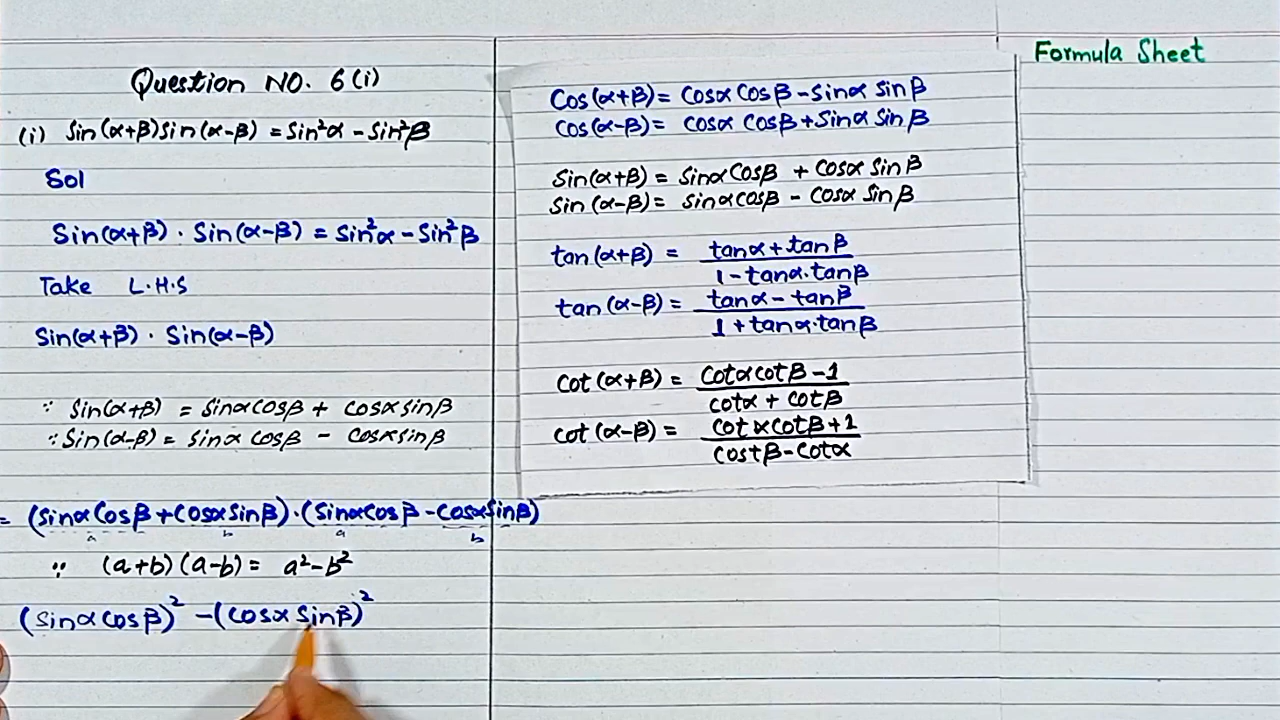 Question NO. 6(i)
(i) Sin(α+β)Sin(α-β) = Sin²α - Sin²β
Sol
Sin(α+β) · Sin(α-β) = Sin²α - Sin²β
Take L.H.S
Sin(α+β) · Sin(α-β)
∵ Sin(α+β) = Sinα Cosβ + Cosα Sinβ
∵ Sin(α-β) = Sinα Cosβ - Cosα Sinβ
= (Sinα Cosβ + Cosα Sinβ) · (Sinα Cosβ - Cosα Sinβ)
a b a b
∵ (a+b)(a-b) = a²-b²
(Sinα Cosβ)² - (Cosα Sinβ)²
Cos(α+β) = Cosα Cosβ - Sinα Sinβ
Cos(α-β) = Cosα Cosβ + Sinα Sinβ
Sin(α+β) = Sinα Cosβ + Cosα Sinβ
Sin(α-β) = Sinα Cosβ - Cosα Sinβ
tanα + tanβ
tan(α+β) =
1 - tanα·tanβ
tanα - tanβ
tan(α-β) =
1 + tanα·tanβ
Cotα Cotβ - 1
Cot(α+β) =
Cotα + Cotβ
Cotα Cotβ + 1
Cot(α-β) =
Costβ - Cotα
Formula Sheet